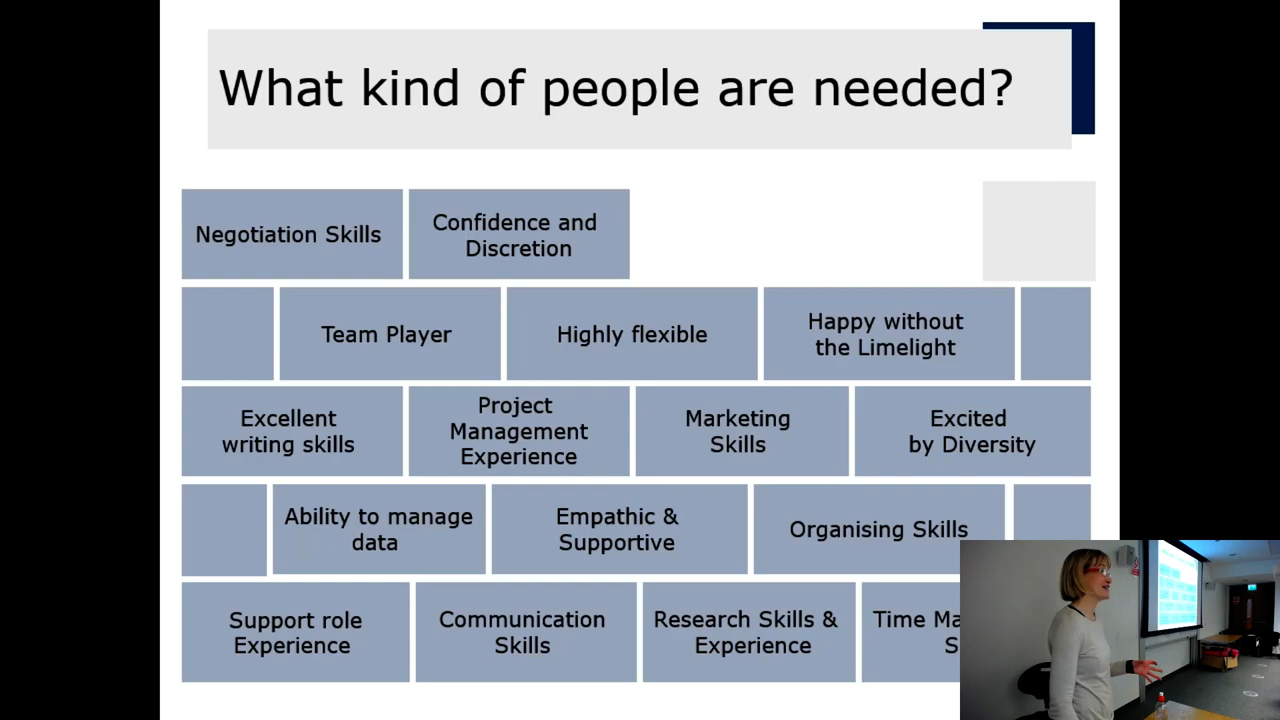 What kind of people are needed?
Negotiation Skills
Confidence and
Discretion
Team Player
Highly flexible
Happy without
the Limelight
Excellent
writing skills
Project
Management
Experience
Marketing
Skills
Excited
by Diversity
Ability to manage
data
Empathic &
Supportive
Organising Skills
Support role
Experience
Communication
Skills
Research Skills &
Experience
Time